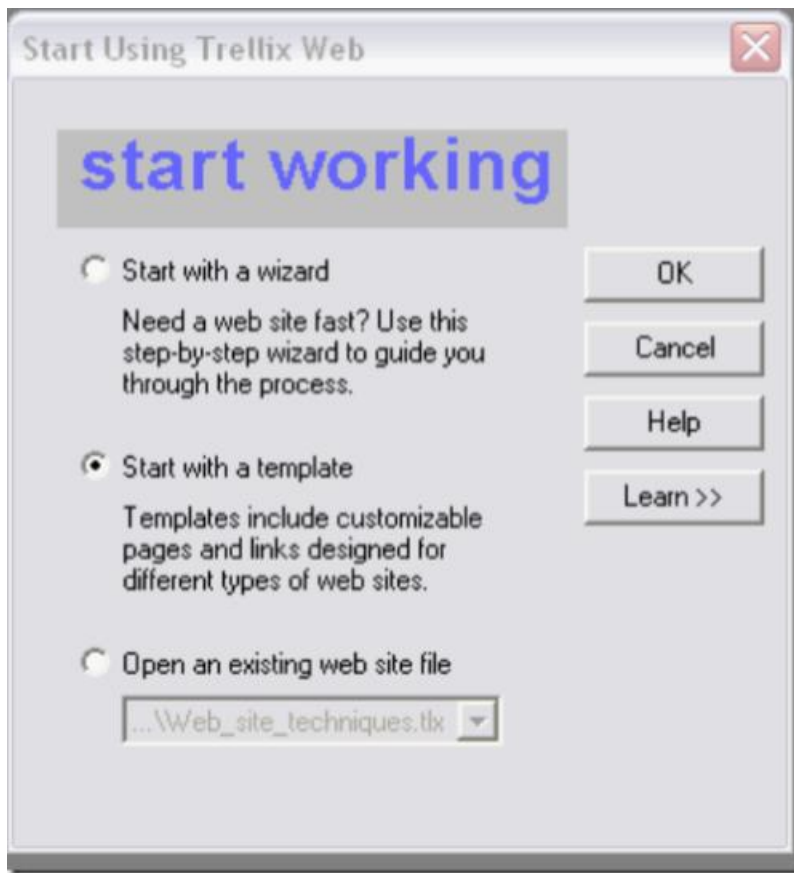 Start Using Trellix Web
start working
Start with a wizard
OK
Need a web site fast? Use this
step-by-step wizard to guide you
through the process.
Cancel
Help
Start with a template
Learn >>
Templates include customizable
pages and links designed for
different types of web sites.
Open an existing web site file
...\Web_site_techniques.tlx